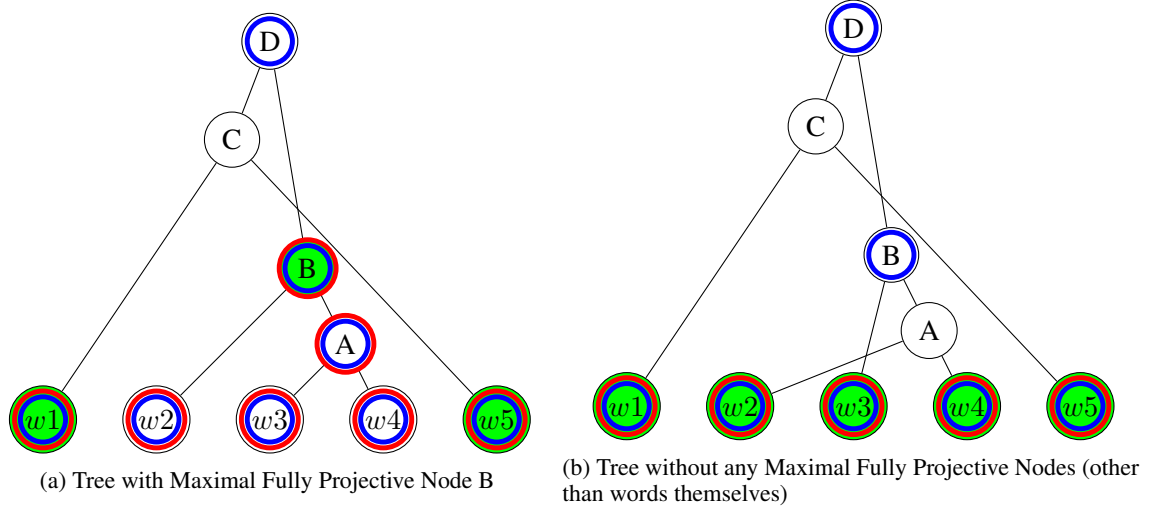 D
C
B
A
w1 w2 w3 w4 w5
(a) Tree with Maximal Fully Projective Node B
D
C
B
A
w1 w2 w3 w4 w5
(b) Tree without any Maximal Fully Projective Nodes (other
than words themselves)